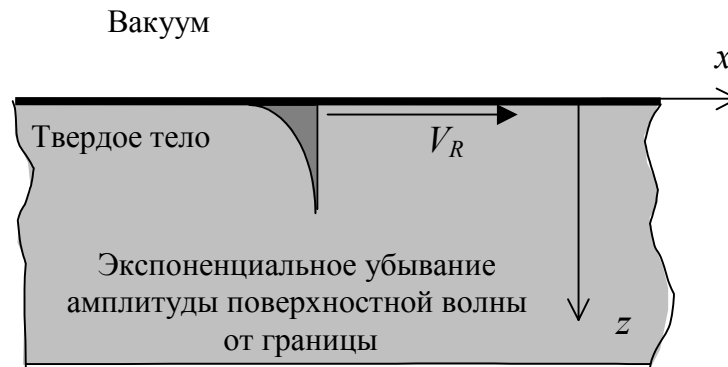 Вакуум
x
Твердое тело
V_R
Экспоненциальное убывание
амплитуды поверхностной волны
от границы
z